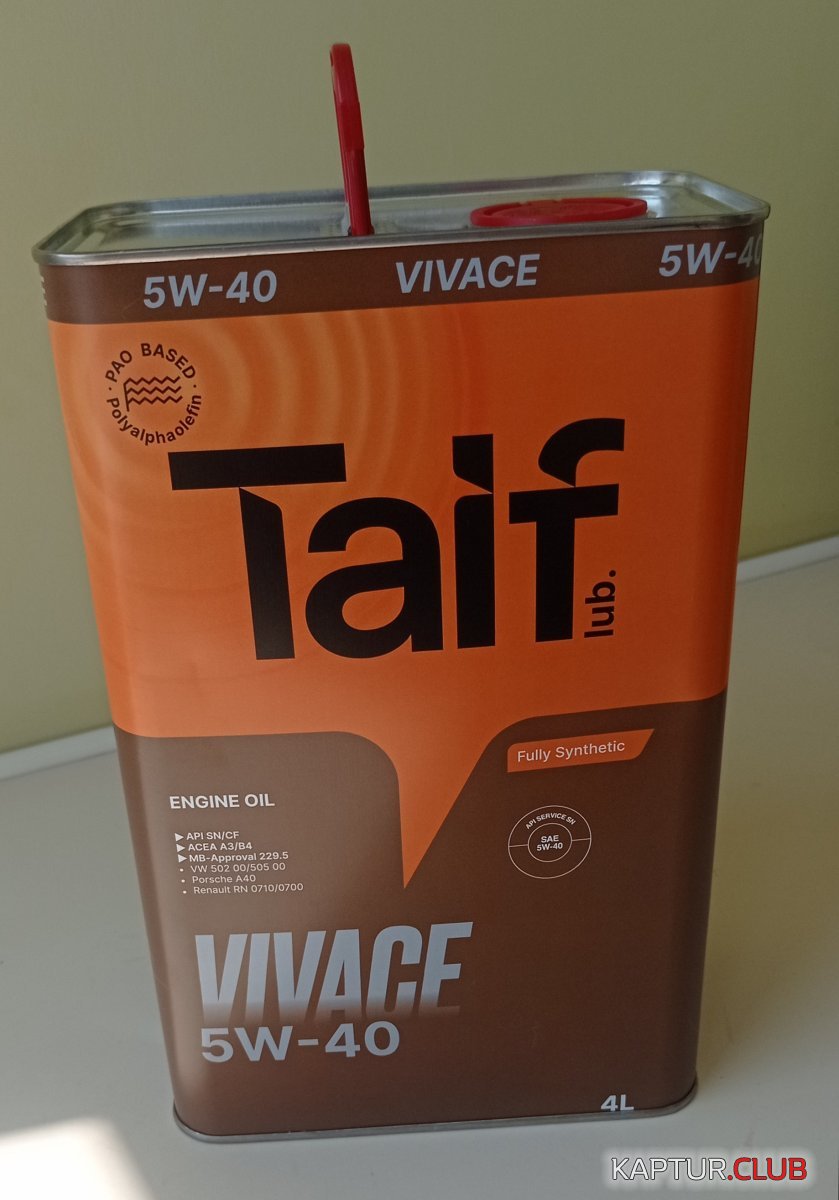 5W-40 VIVACE 5W-40
PAO BASED
Polyalphaolefin
Taif
lub.
Fully Synthetic
ENGINE OIL
API SN/CF
ACEA A3/B4
MB-Approval 229.5
• VW 502 00/505 00
• Porsche A40
• Renault RN 0710/0700
API SERVICE SN
SAE
5W-40
VIVACE
5W-40
4L
KAPTUR.CLUB